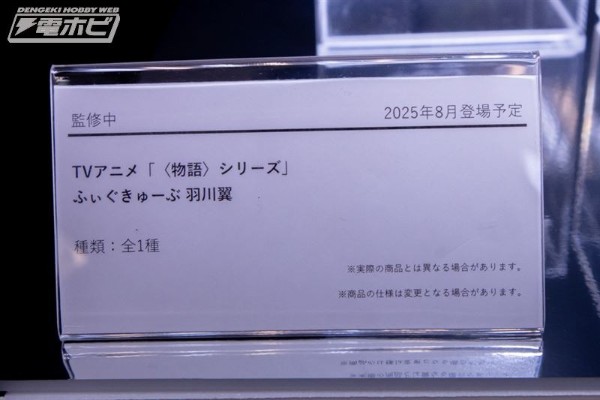 DENGEKI HOBBY WEB
電ホビ
監修中
2025年8月登場予定
TVアニメ「〈物語〉シリーズ」
ふぃぐきゅーぶ 羽川翼
種類：全1種
※実際の商品とは異なる場合があります。
※商品の仕様は変更となる場合があります。